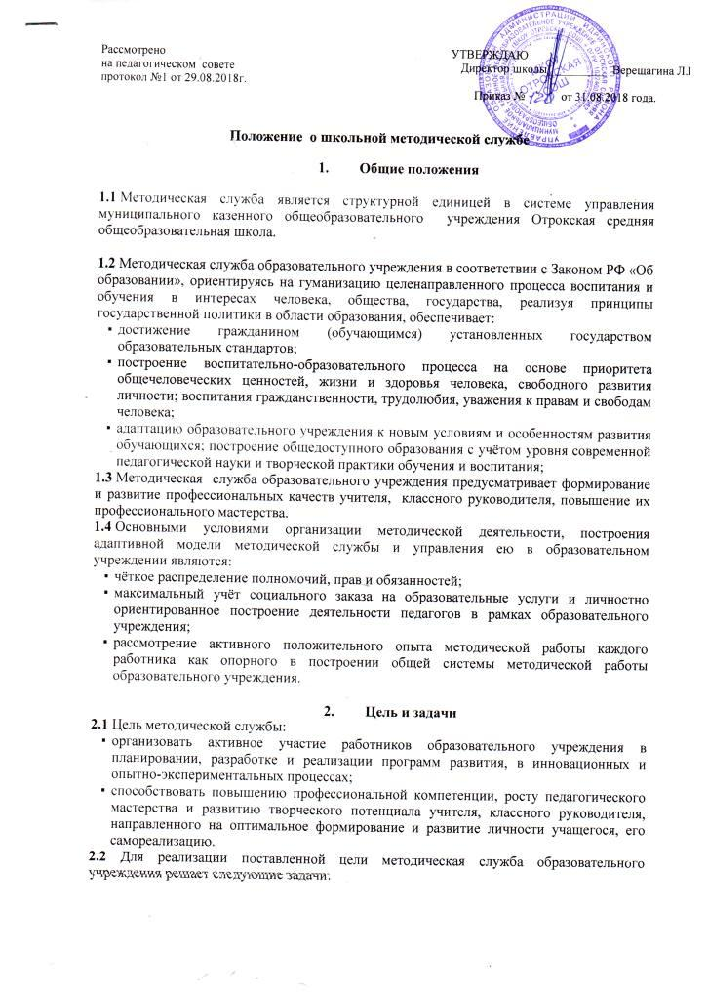 Рассмотрено
на педагогическом совете
протокол №1 от 29.08.2018г.
УТВЕРЖДАЮ
Директор школы Верещагина Л.
Приказ № от 31.08.2018 года.
МКОУ
ОТРОКСКАЯ
СОШ
Положение о школьной методической службе
1. Общие положения
1.1 Методическая служба является структурной единицей в системе управления
муниципального казенного общеобразовательного учреждения Отрокская средняя
общеобразовательная школа.
1.2 Методическая служба образовательного учреждения в соответствии с Законом РФ «Об
образовании», ориентируясь на гуманизацию целенаправленного процесса воспитания и
обучения в интересах человека, общества, государства, реализуя принципы
государственной политики в области образования, обеспечивает:
▪ достижение гражданином (обучающимся) установленных государством
образовательных стандартов;
▪ построение воспитательно-образовательного процесса на основе приоритета
общечеловеческих ценностей, жизни и здоровья человека, свободного развития
личности; воспитания гражданственности, трудолюбия, уважения к правам и свободам
человека;
▪ адаптацию образовательного учреждения к новым условиям и особенностям развития
обучающихся; построение общедоступного образования с учётом уровня современной
педагогической науки и творческой практики обучения и воспитания;
1.3 Методическая служба образовательного учреждения предусматривает формирование
и развитие профессиональных качеств учителя, классного руководителя, повышение их
профессионального мастерства.
1.4 Основными условиями организации методической деятельности, построения
адаптивной модели методической службы и управления ею в образовательном
учреждении являются:
▪ чёткое распределение полномочий, прав и обязанностей;
▪ максимальный учёт социального заказа на образовательные услуги и личностно
ориентированное построение деятельности педагогов в рамках образовательного
учреждения;
▪ рассмотрение активного положительного опыта методической работы каждого
работника как опорного в построении общей системы методической работы
образовательного учреждения.
2. Цель и задачи
2.1 Цель методической службы:
▪ организовать активное участие работников образовательного учреждения в
планировании, разработке и реализации программ развития, в инновационных и
опытно-экспериментальных процессах;
▪ способствовать повышению профессиональной компетенции, росту педагогического
мастерства и развитию творческого потенциала учителя, классного руководителя,
направленного на оптимальное формирование и развитие личности учащегося, его
самореализацию.
2.2 Для реализации поставленной цели методическая служба образовательного
учреждения решает следующие задачи: